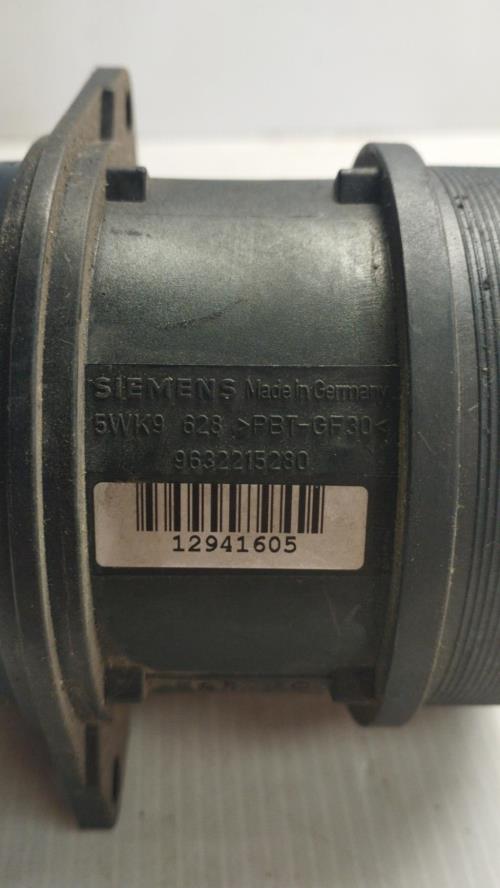 SIEMENS Made in Germany
5WK9 628 >PBT-GF30<
9632215280
12941605